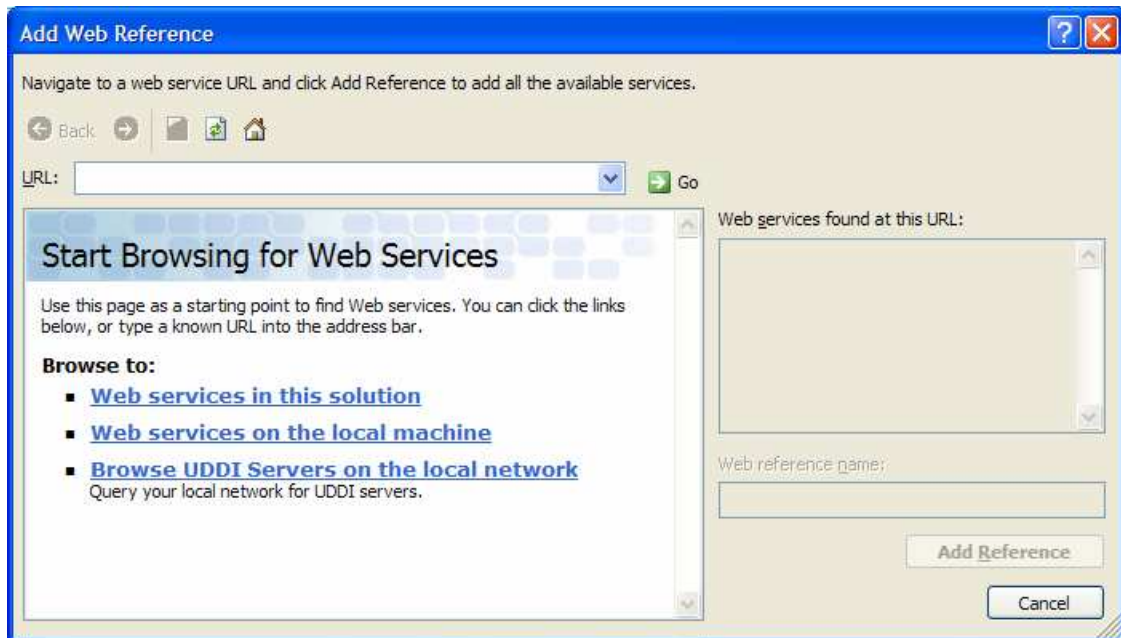 Add Web Reference
Navigate to a web service URL and click Add Reference to add all the available services.
Back
URL:
Go
Start Browsing for Web Services
Use this page as a starting point to find Web services. You can click the links
below, or type a known URL into the address bar.
Browse to:
Web services in this solution
Web services on the local machine
Browse UDDI Servers on the local network
Query your local network for UDDI servers.
Web services found at this URL:
Web reference name:
Add Reference
Cancel